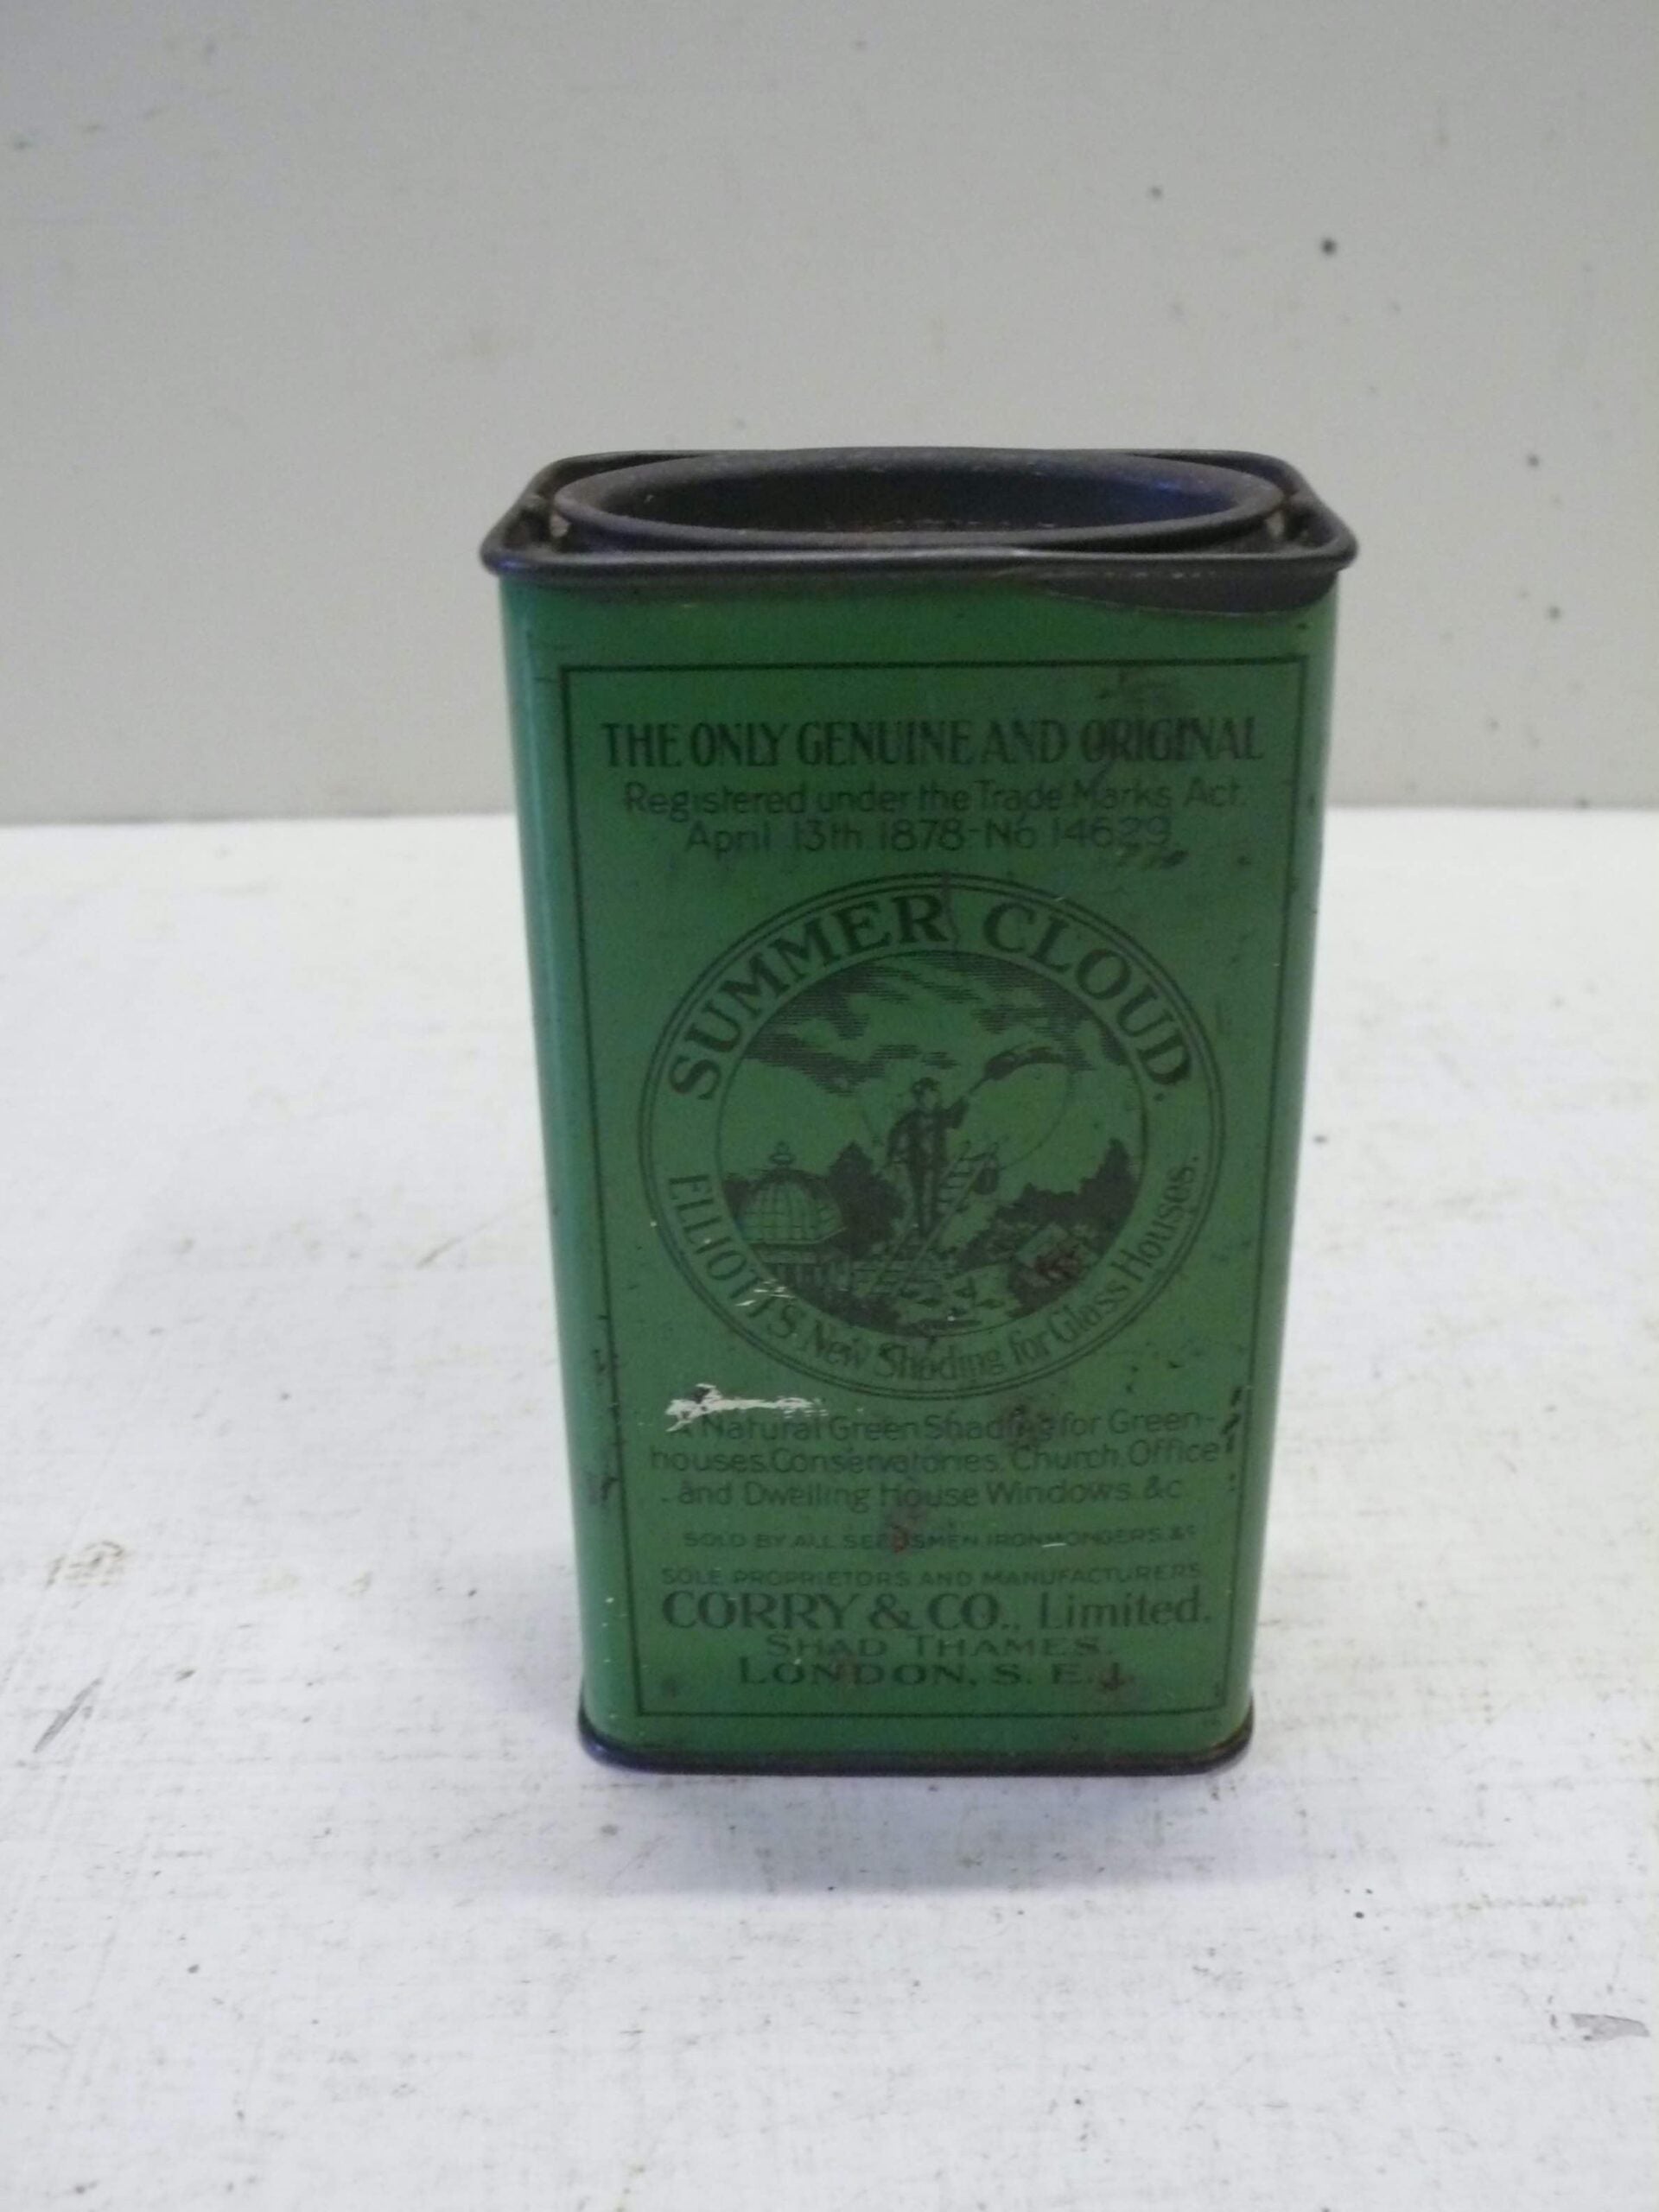 THE ONLY GENUINE AND ORIGINAL
Registered under the Trade Marks Act.
April 13th 1878-No 14629
SUMMER CLOUD.
ELLIOTT'S New Shading for Glass Houses.
A Natural Green Shading for Green-
houses, Conservatories, Church, Office
and Dwelling House Windows. &c.
SOLD BY ALL SEEDSMEN IRONMONGERS &c
SOLE PROPRIETORS AND MANUFACTURERS
CORRY & CO., Limited.
SHAD THAMES.
LONDON, S. E.1.